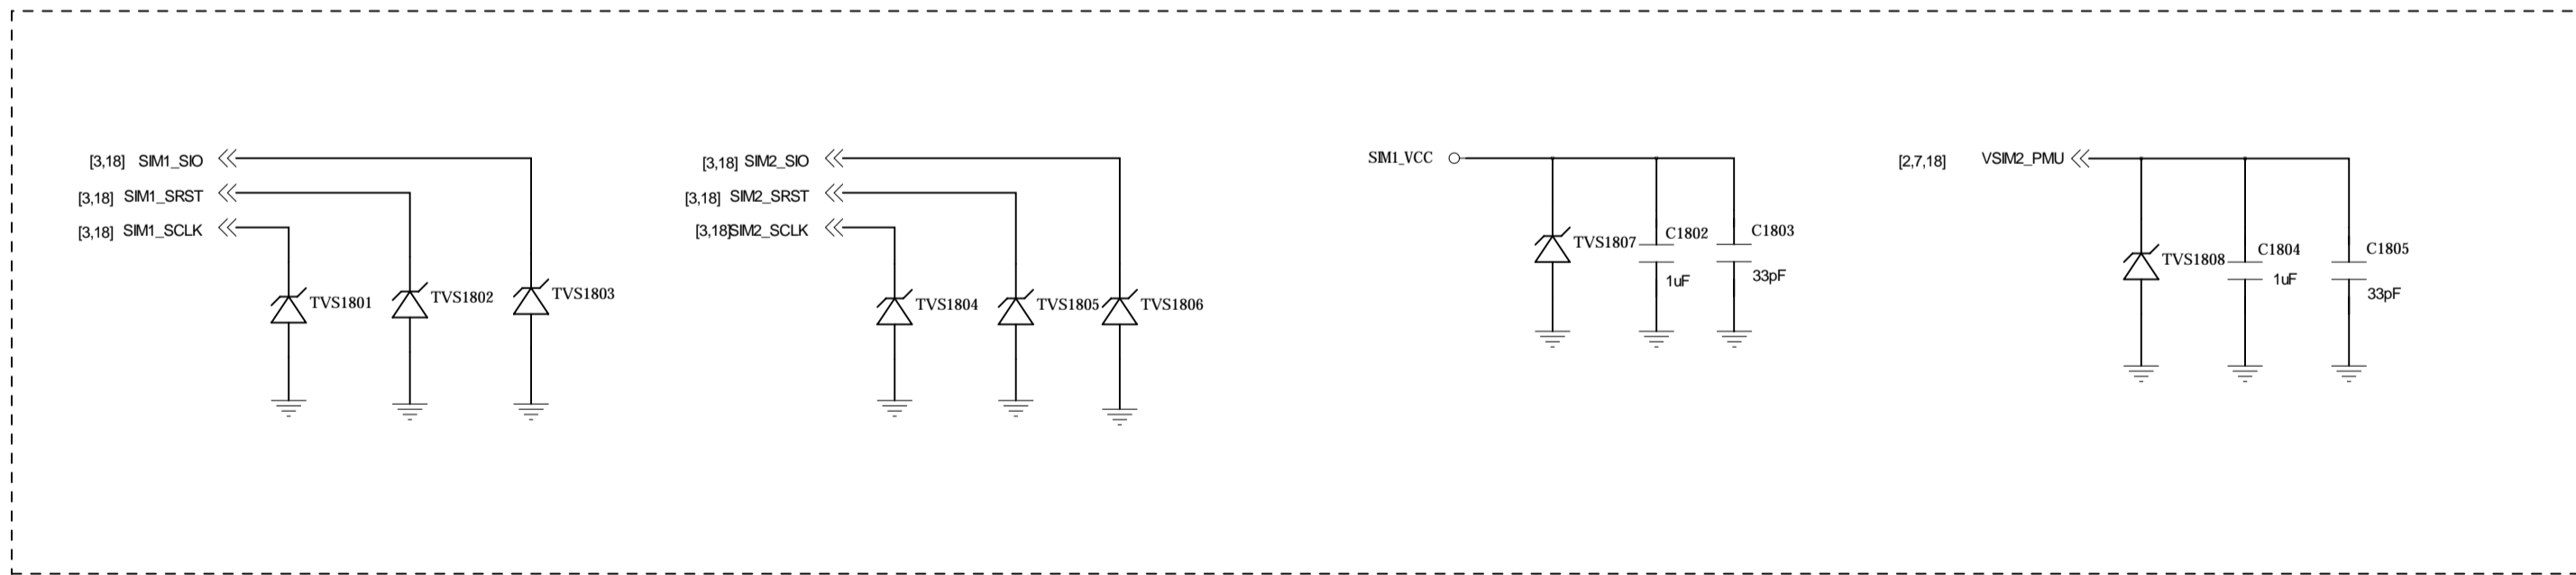 [3,18] SIM1_SIO
[3,18] SIM1_SRST
[3,18] SIM1_SCLK
TVS1801
TVS1802
TVS1803
[3,18] SIM2_SIO
[3,18] SIM2_SRST
[3,18]SIM2_SCLK
TVS1804
TVS1805
TVS1806
SIM1_VCC
TVS1807
C1802
1uF
C1803
33pF
[2,7,18] VSIM2_PMU
TVS1808
C1804
1uF
C1805
33pF